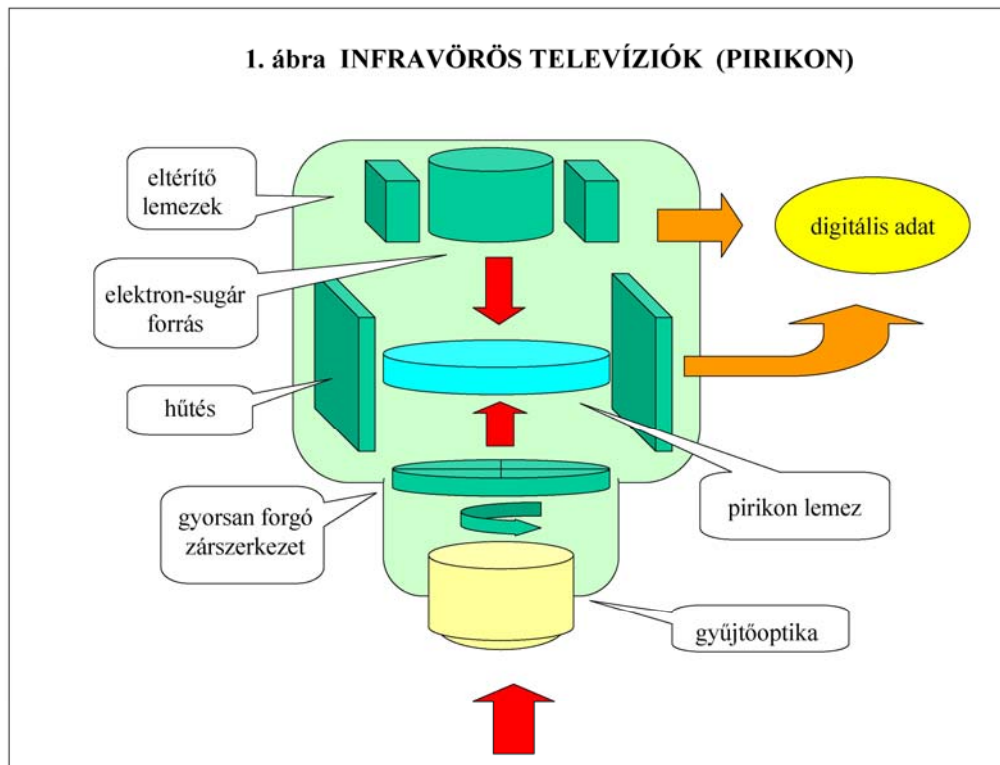 1. ábra INFRAVÖRÖS TELEVÍZIÓK (PIRIKON)
eltérítő
lemezek
digitális adat
elektron-sugár
forrás
hűtés
gyorsan forgó
zárszerkezet
pirikon lemez
gyűjtőoptika